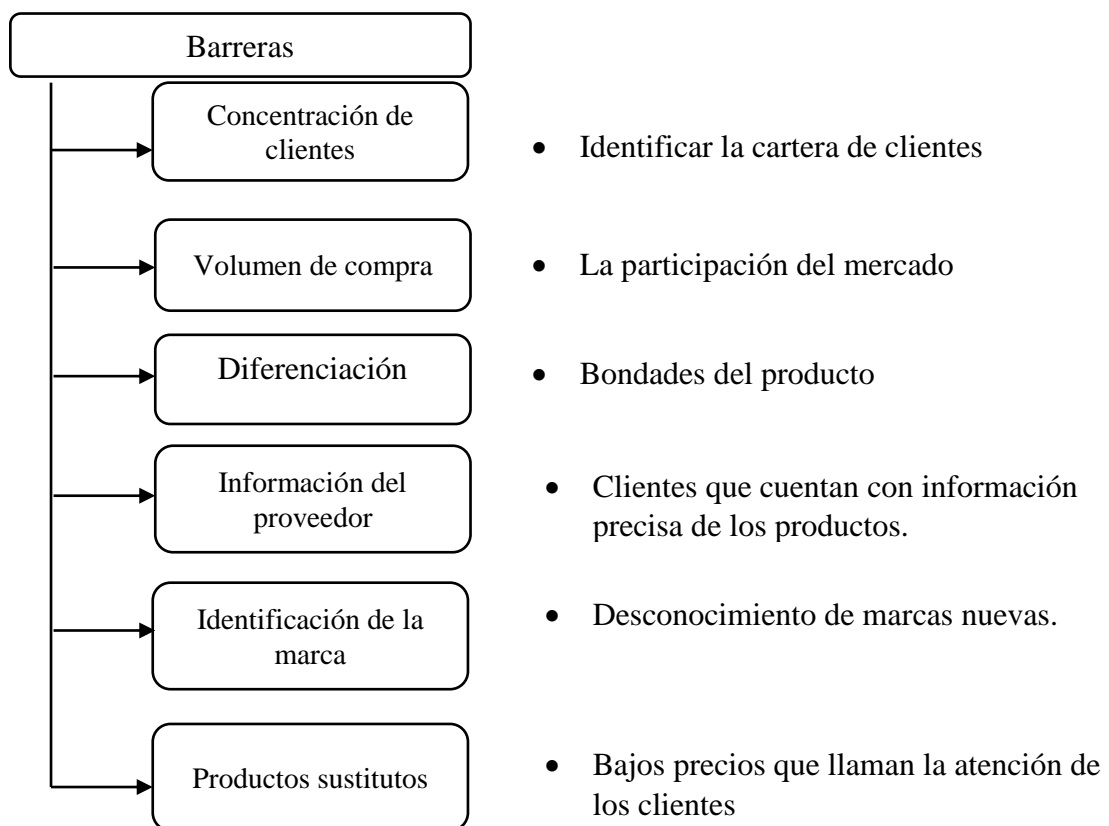 Barreras
Concentración de
clientes
• Identificar la cartera de clientes
Volumen de compra
• La participación del mercado
Diferenciación
• Bondades del producto
Información del
proveedor
• Clientes que cuentan con información
precisa de los productos.
Identificación de la
marca
• Desconocimiento de marcas nuevas.
Productos sustitutos
• Bajos precios que llaman la atención de
los clientes